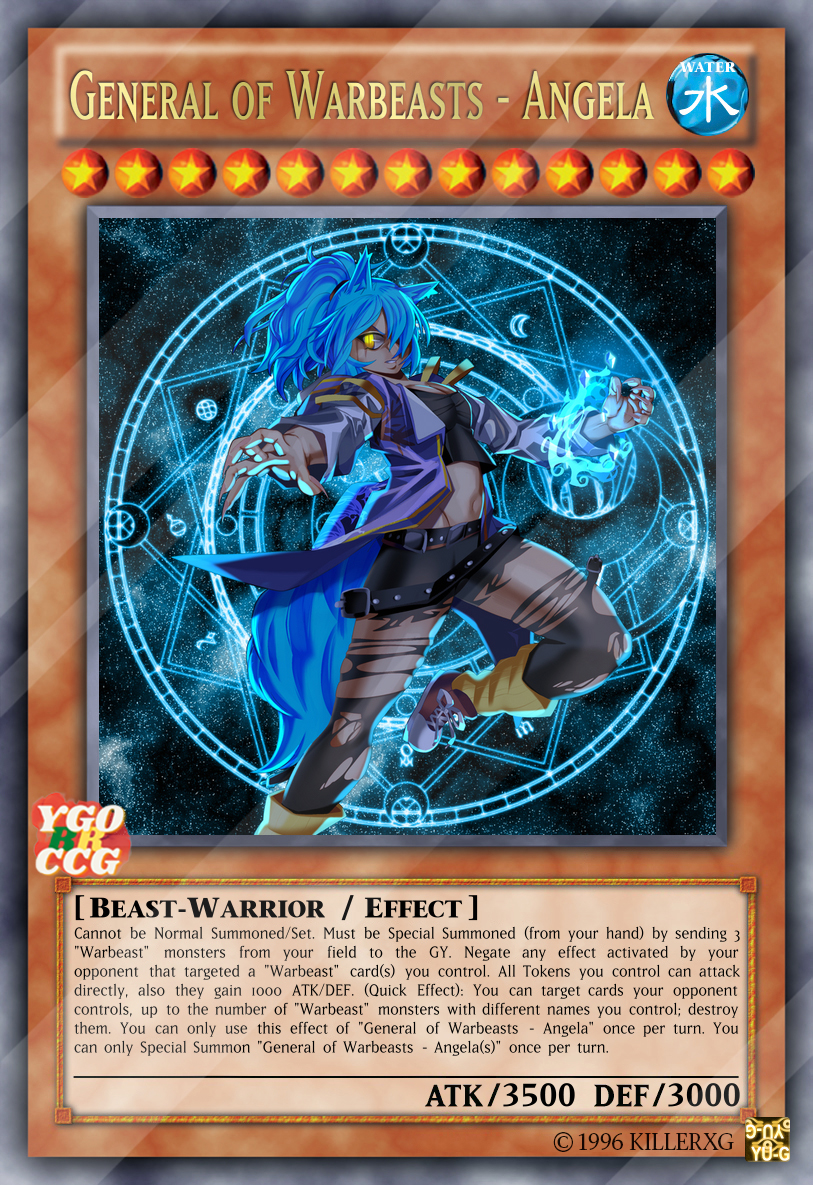 General of Warbeasts - Angela
WATER
水
YGO
RR
CCG
[ Beast-Warrior / Effect ]
Cannot be Normal Summoned/Set. Must be Special Summoned (from your hand) by sending 3
"Warbeast" monsters from your field to the GY. Negate any effect activated by your
opponent that targeted a "Warbeast" card(s) you control. All Tokens you control can attack
directly, also they gain 1000 ATK/DEF. (Quick Effect): You can target cards your opponent
controls, up to the number of "Warbeast" monsters with different names you control; destroy
them. You can only use this effect of "General of Warbeasts - Angela" once per turn. You
can only Special Summon "General of Warbeasts - Angela(s)" once per turn.
ATK/3500 DEF/3000
© 1996 KILLERXG
YU-G